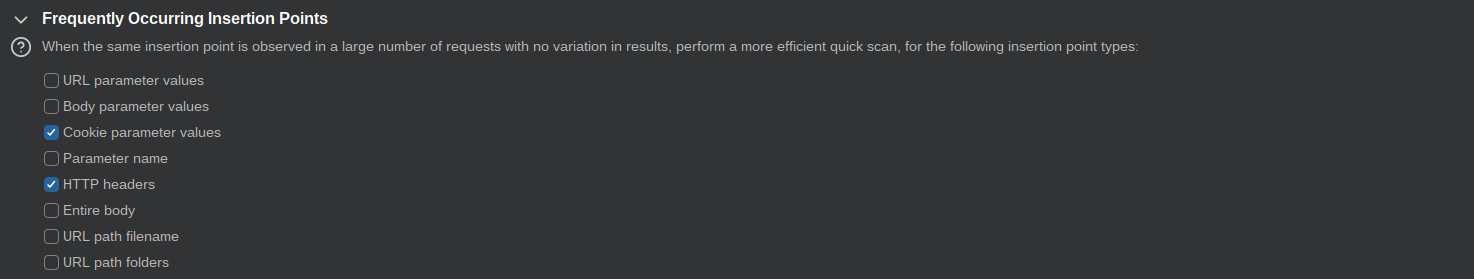 Frequently Occurring Insertion Points
When the same insertion point is observed in a large number of requests with no variation in results, perform a more efficient quick scan, for the following insertion point types:
URL parameter values
Body parameter values
Cookie parameter values
Parameter name
HTTP headers
Entire body
URL path filename
URL path folders